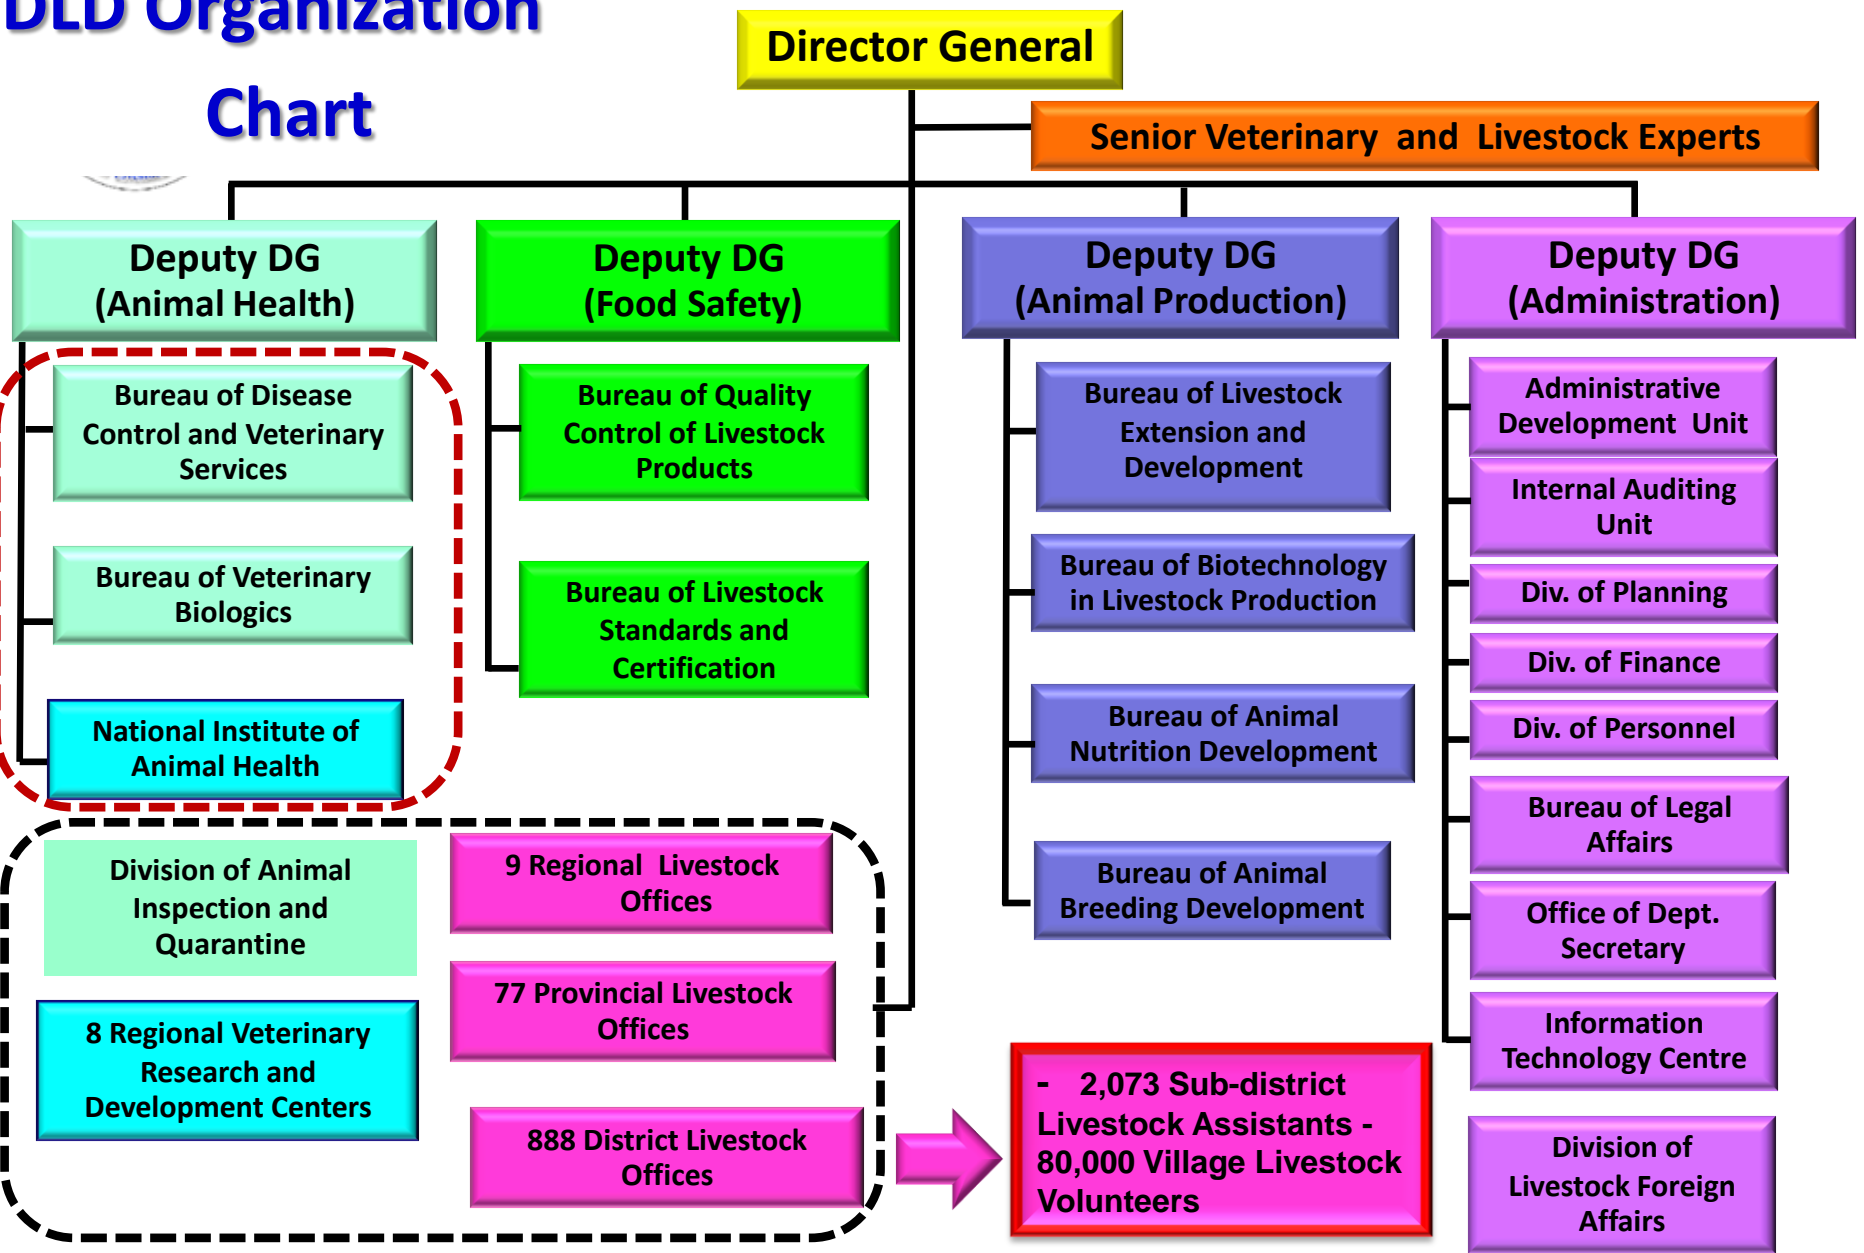 DLD Organization
Chart
Director General
Senior Veterinary and Livestock Experts
Deputy DG
(Animal Health)
Deputy DG
(Food Safety)
Deputy DG
(Animal Production)
Deputy DG
(Administration)
Bureau of Disease
Control and Veterinary
Services
Bureau of Veterinary
Biologics
National Institute of
Animal Health
Bureau of Quality
Control of Livestock
Products
Bureau of Livestock
Standards and
Certification
Bureau of Livestock
Extension and
Development
Bureau of Biotechnology
in Livestock Production
Bureau of Animal
Nutrition Development
Bureau of Animal
Breeding Development
Administrative
Development Unit
Internal Auditing
Unit
Div. of Planning
Div. of Finance
Div. of Personnel
Bureau of Legal
Affairs
Office of Dept.
Secretary
Information
Technology Centre
Division of
Livestock Foreign
Affairs
Division of Animal
Inspection and
Quarantine
8 Regional Veterinary
Research and
Development Centers
9 Regional Livestock
Offices
77 Provincial Livestock
Offices
888 District Livestock
Offices
- 2,073 Sub-district
Livestock Assistants -
80,000 Village Livestock
Volunteers